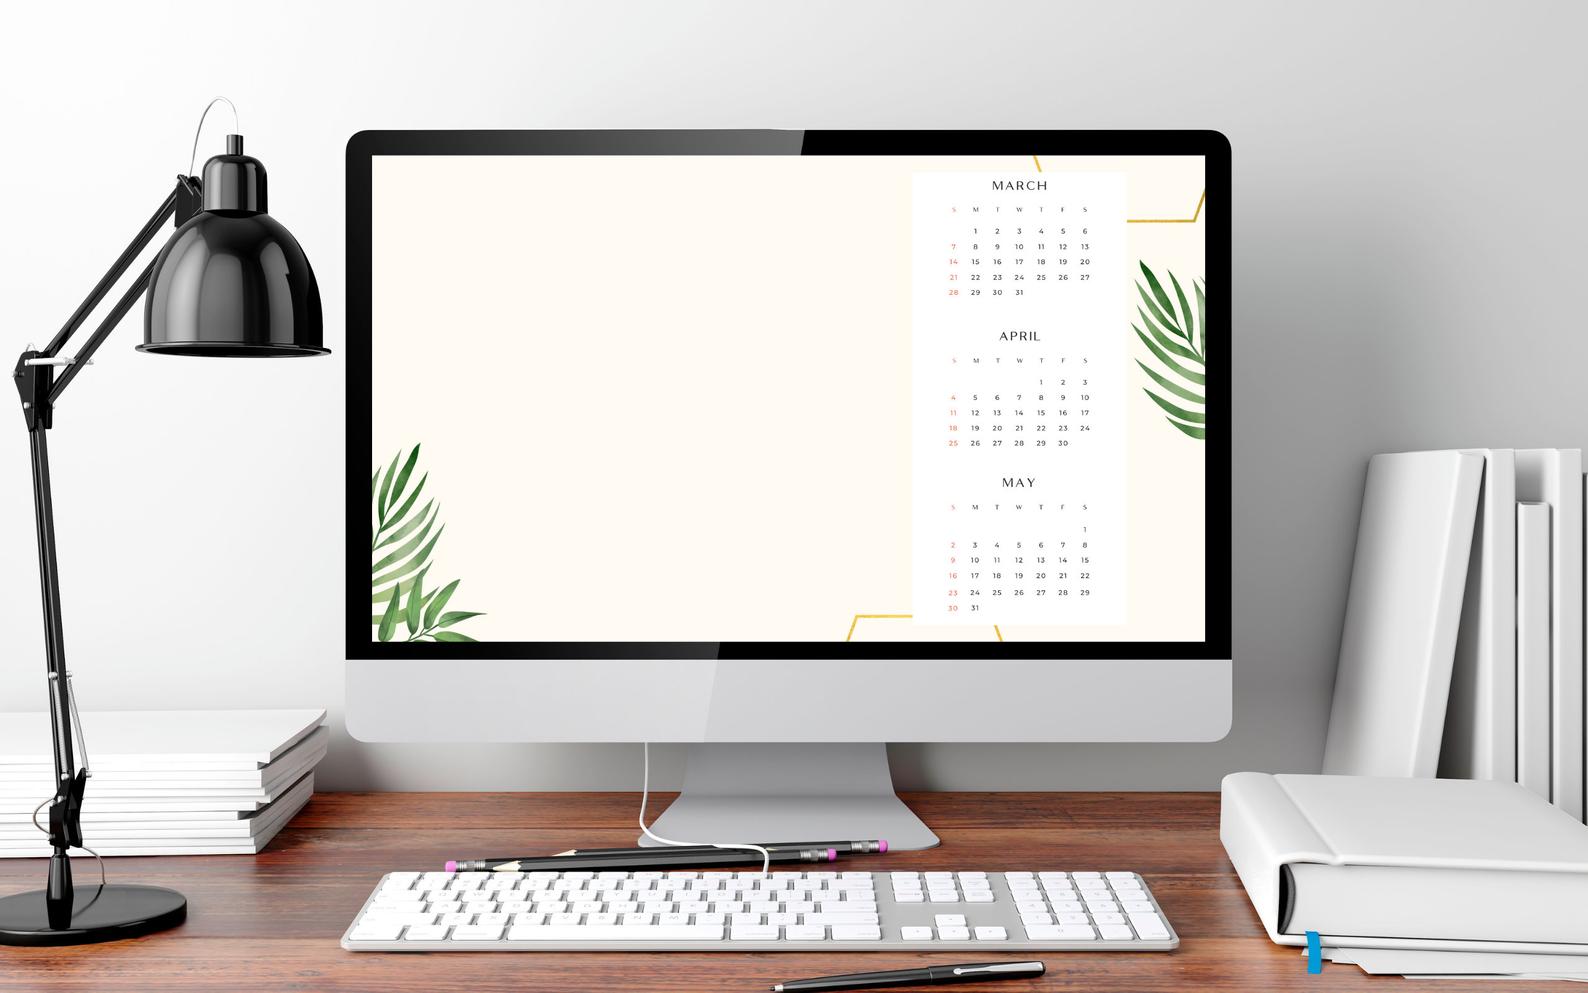 MARCH
S M T W T F S
1 2 3 4 5 6
7 8 9 10 11 12 13
14 15 16 17 18 19 20
21 22 23 24 25 26 27
28 29 30 31
APRIL
S M T W T F S
1 2 3
4 5 6 7 8 9 10
11 12 13 14 15 16 17
18 19 20 21 22 23 24
25 26 27 28 29 30
MAY
S M T W T F S
1
2 3 4 5 6 7 8
9 10 11 12 13 14 15
16 17 18 19 20 21 22
23 24 25 26 27 28 29
30 31